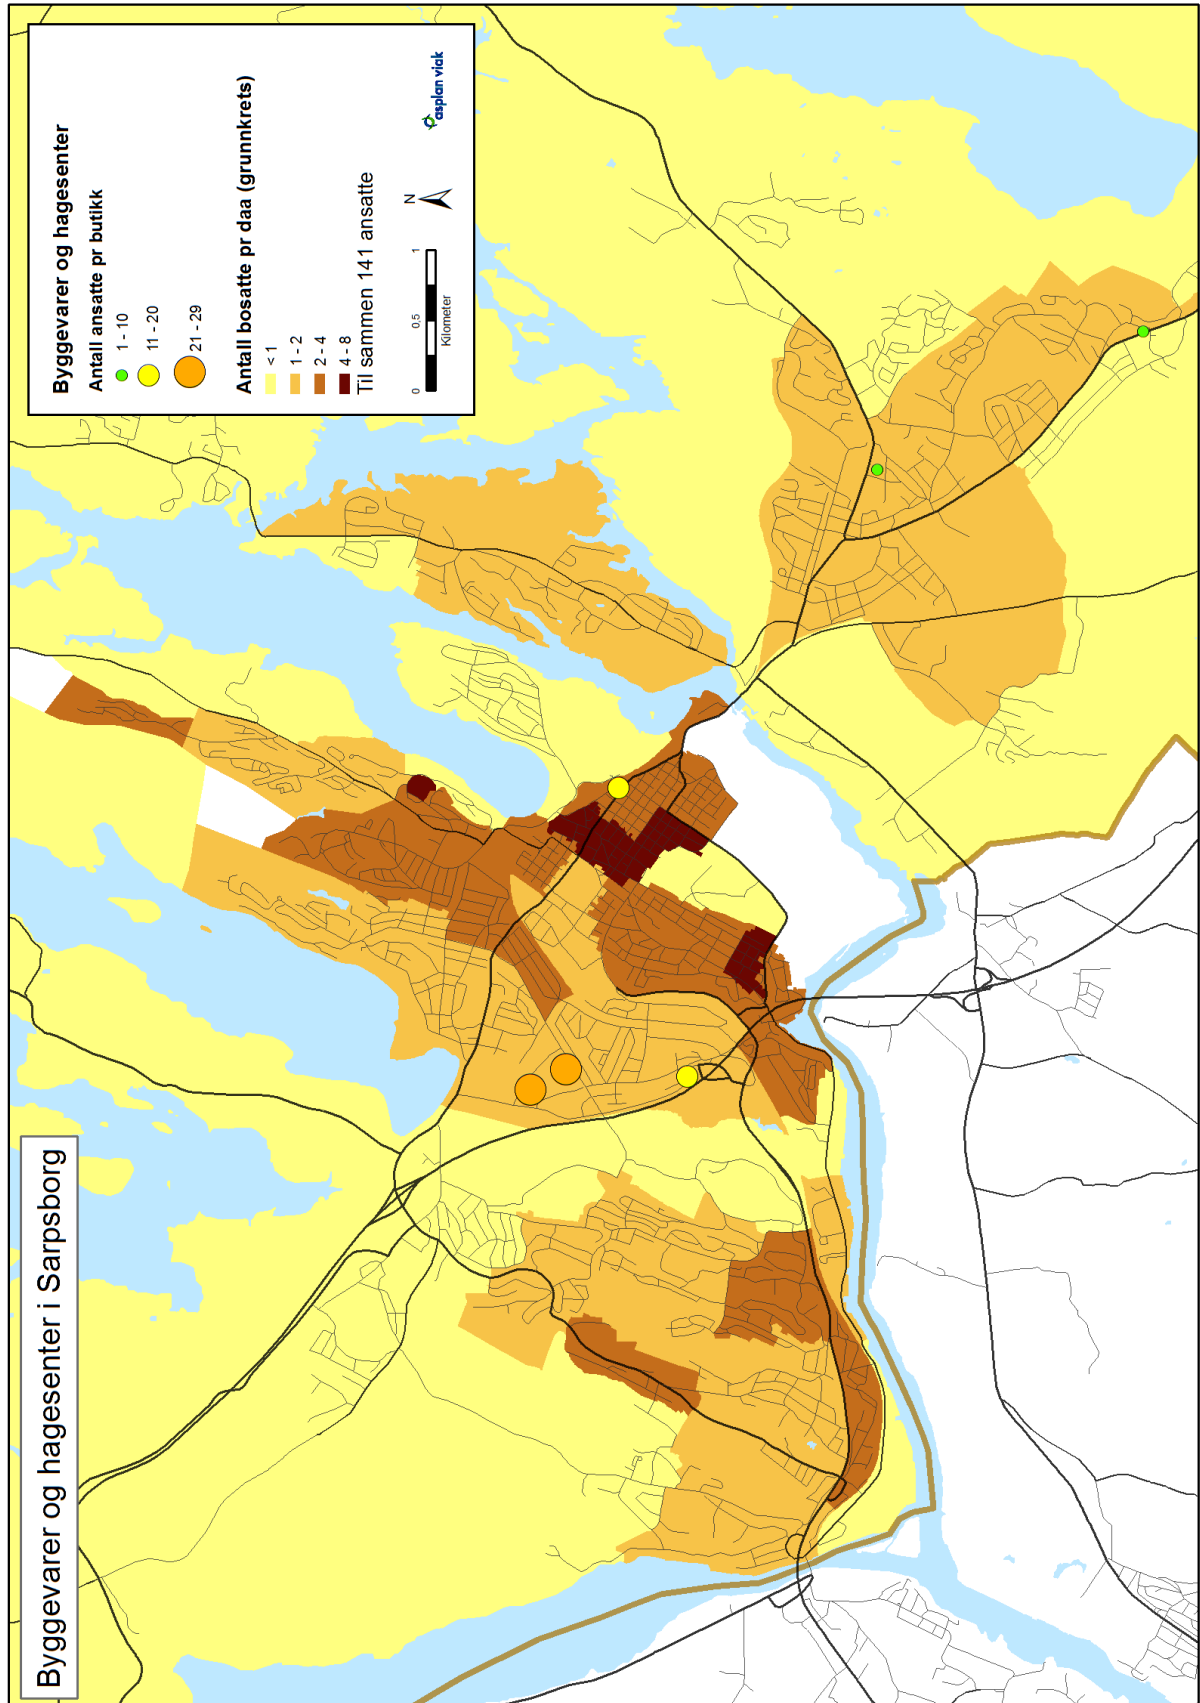 Byggevarer og hagesenter i Sarpsborg
Byggevarer og hagesenter
Antall ansatte pr butikk
1 - 10
11 - 20
21 - 29
Antall bosatte pr daa (grunnkrets)
< 1
1 - 2
2 - 4
4 - 8
Til sammen 141 ansatte
N
0 0.5 1
Kilometer
asplan viak